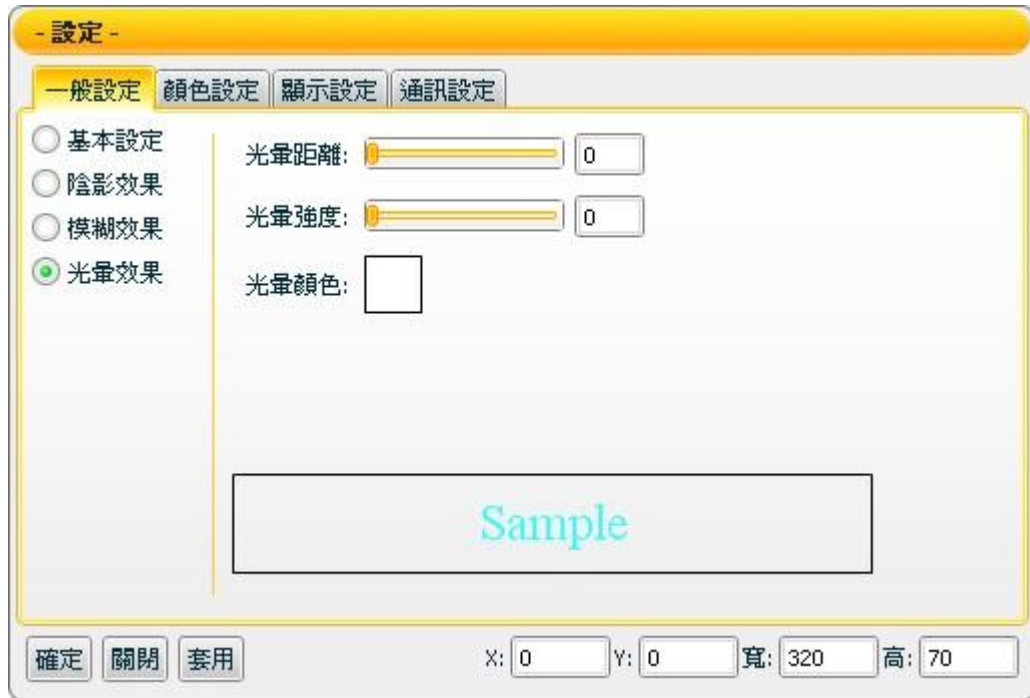 - 設定 -
一般設定 顏色設定 顯示設定 通訊設定
基本設定
陰影效果
模糊效果
光暈效果
光暈距離: 0
光暈強度: 0
光暈顏色:
Sample
確定 關閉 套用 X: 0 Y: 0 寬: 320 高: 70